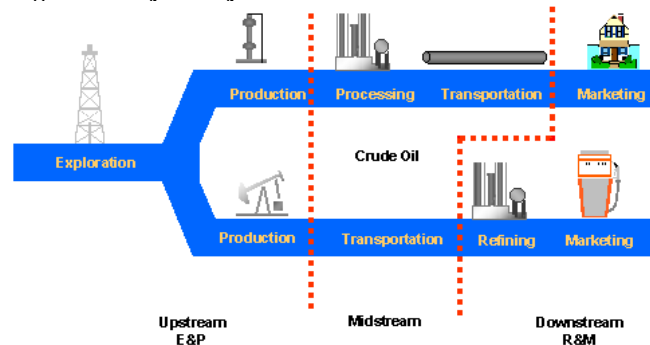 Production
Processing
Transportation
Marketing
Exploration
Crude Oil
Production
Transportation
Refining
Marketing
Upstream
E&P
Midstream
Downstream
R&M